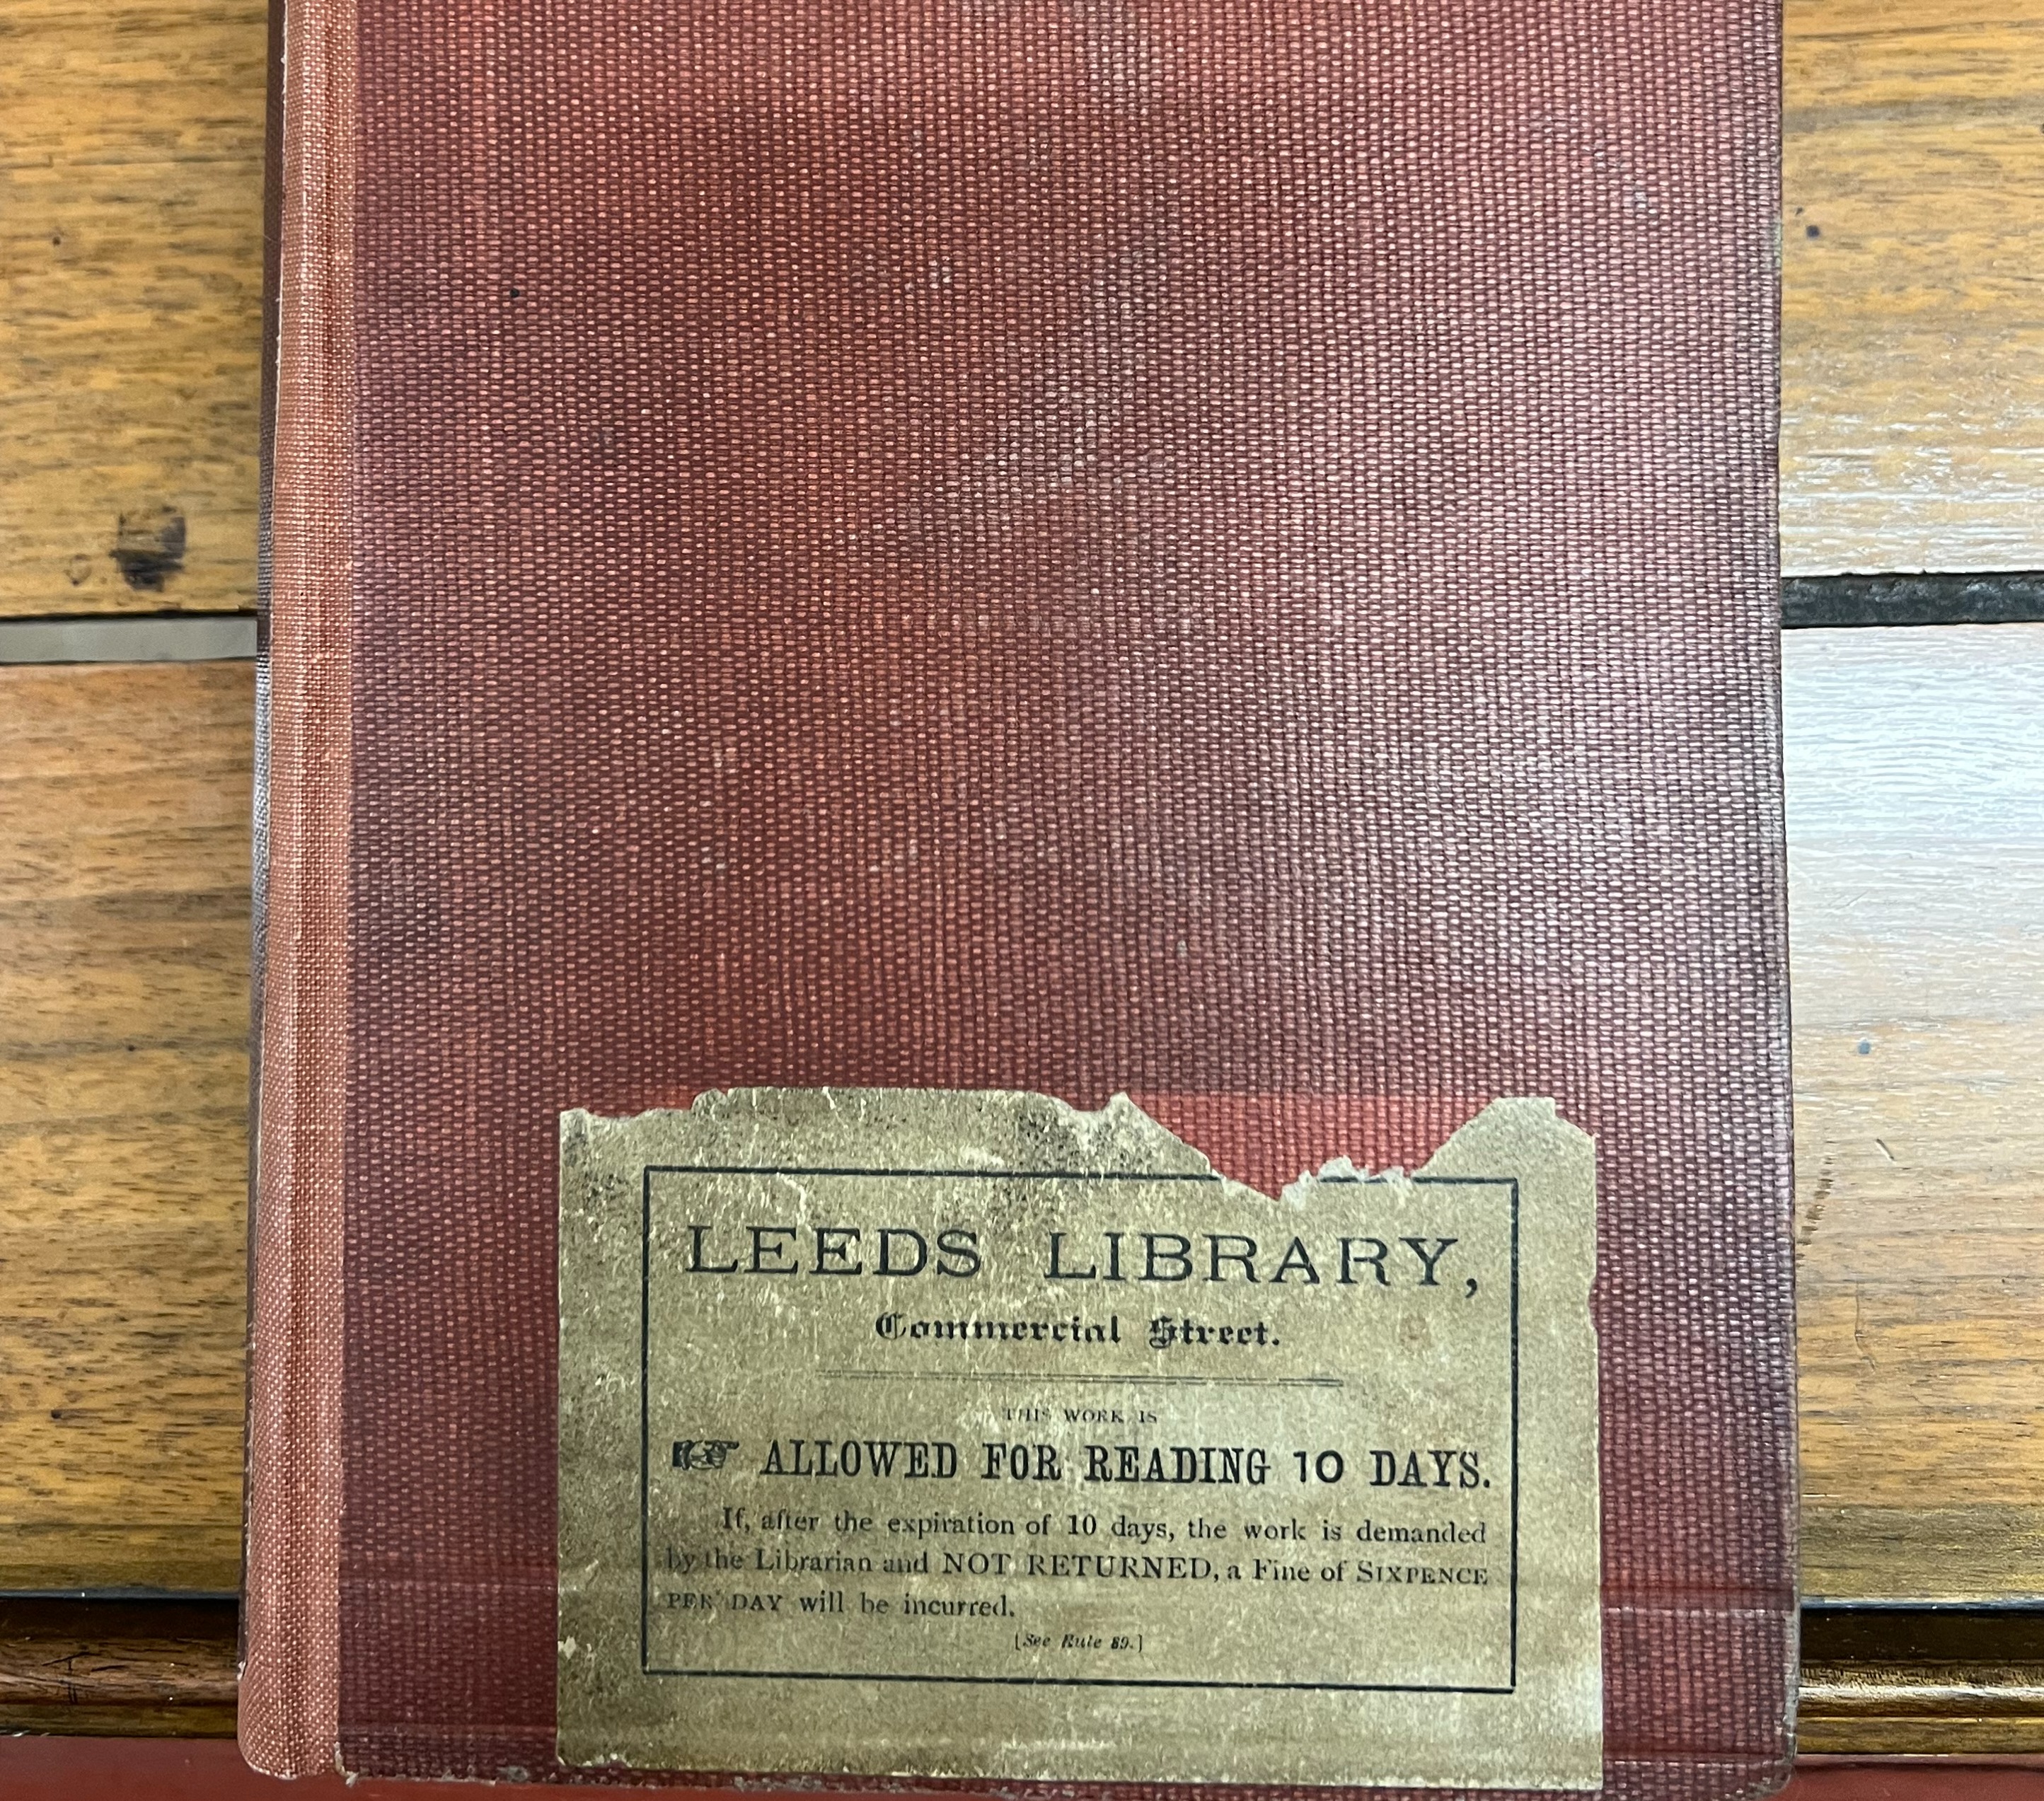 LEEDS LIBRARY,
Commercial Street.
THIS WORK IS
☞ ALLOWED FOR READING 10 DAYS.
If, after the expiration of 10 days, the work is demanded
by the Librarian and NOT RETURNED, a Fine of SIXPENCE
PER DAY will be incurred.
[See Rule 89.]